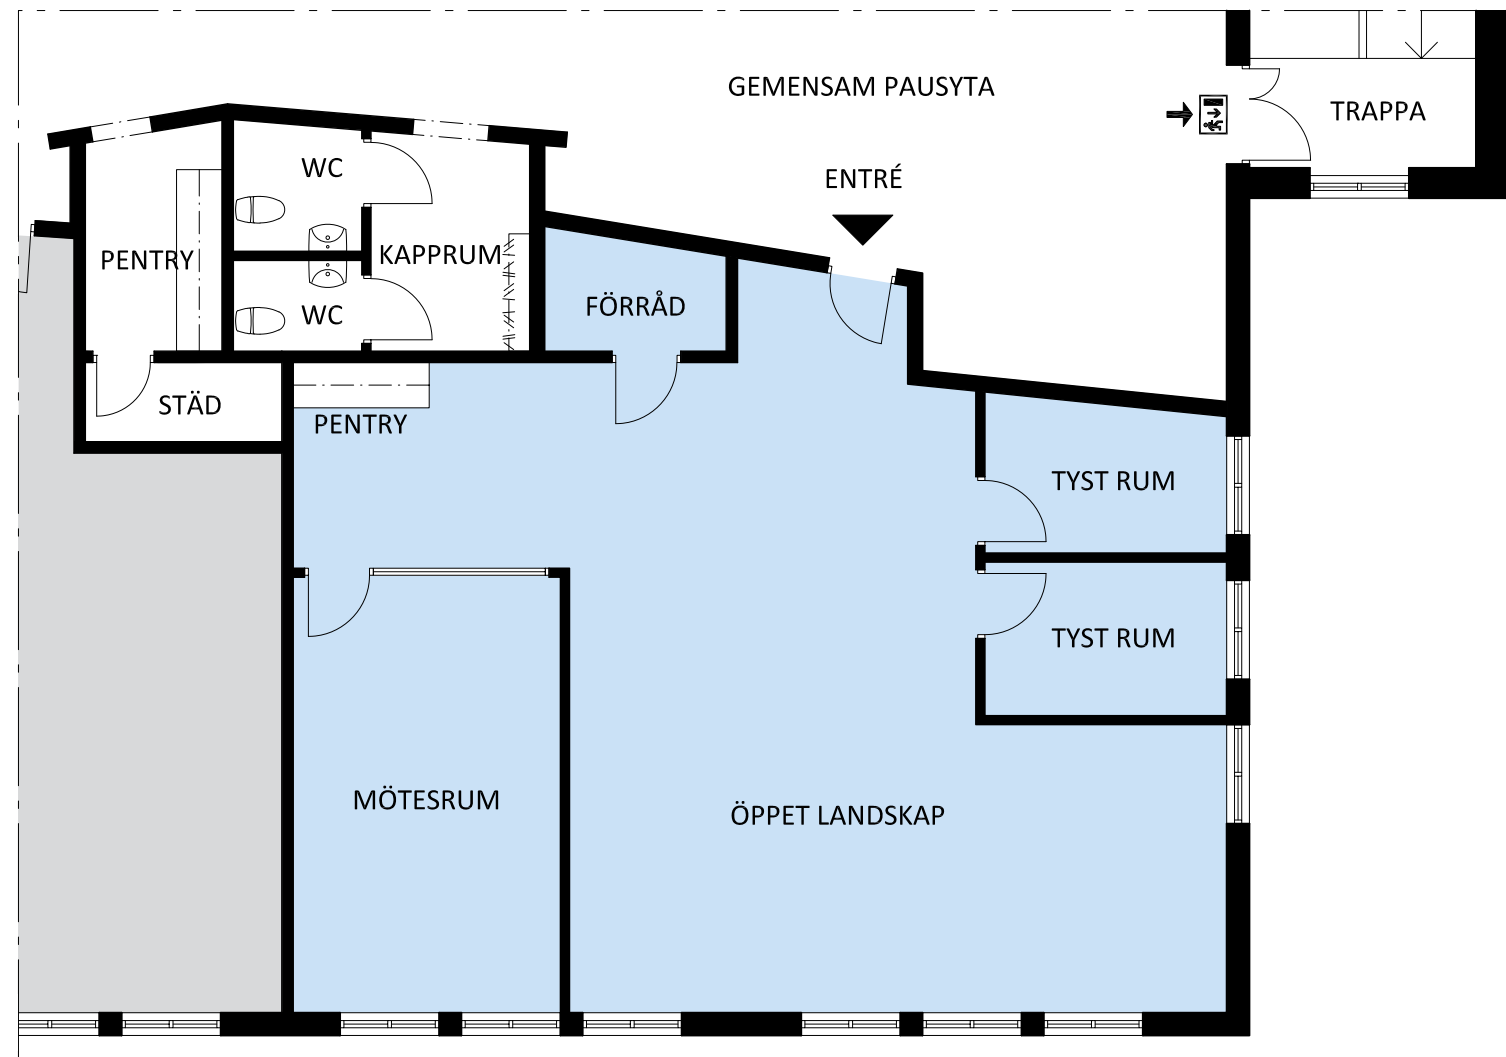 GEMENSAM PAUSYTA
TRAPPA
WC
ENTRÉ
PENTRY
KAPPRUM
FÖRRÅD
WC
STÄD
PENTRY
TYST RUM
TYST RUM
MÖTESRUM
ÖPPET LANDSKAP